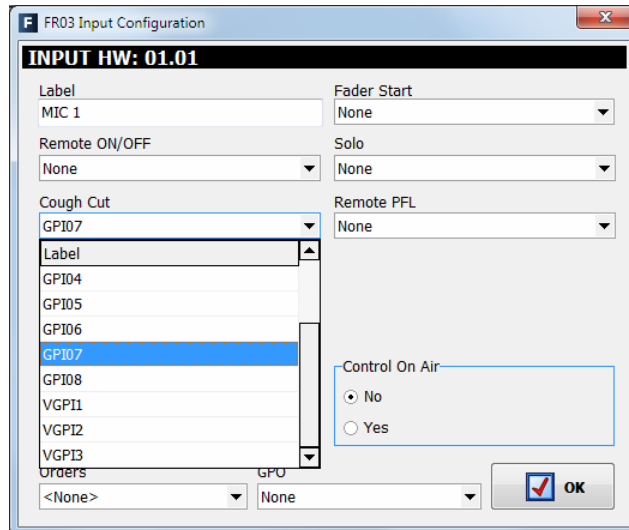 F FR03 Input Configuration
INPUT HW: 01.01
Label
MIC 1
Fader Start
None
Remote ON/OFF
None
Solo
None
Cough Cut
GPI07
Remote PFL
None
Label
GPI04
GPI05
GPI06
GPI07
GPI08
VGPI1
VGPI2
VGPI3
Control On Air
No
Yes
Orders
<None>
GPO
None
OK